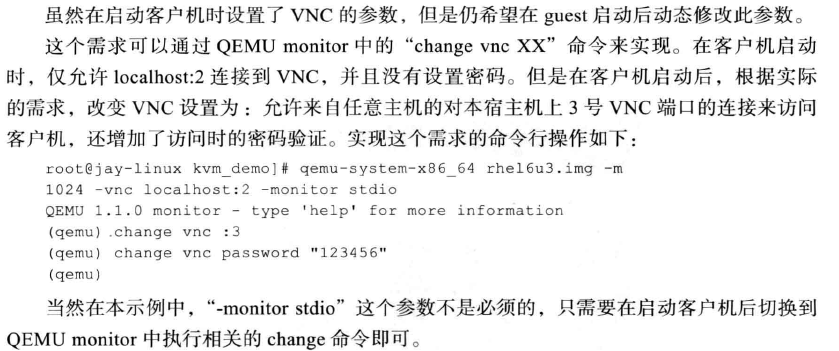 虽然在启动客户机时设置了 VNC 的参数，但是仍希望在 guest 启动后动态修改此参数。
这个需求可以通过 QEMU monitor 中的“change vnc XX”命令来实现。在客户机启动
时，仅允许 localhost:2 连接到 VNC，并且没有设置密码。但是在客户机启动后，根据实际
的需求，改变 VNC 设置为：允许来自任意主机的对本宿主机上 3 号 VNC 端口的连接来访问
客户机，还增加了访问时的密码验证。实现这个需求的命令行操作如下：
root@jay-linux kvm_demo]# qemu-system-x86_64 rhel6u3.img -m
1024 -vnc localhost:2 -monitor stdio
QEMU 1.1.0 monitor - type 'help' for more information
(qemu) change vnc :3
(qemu) change vnc password "123456"
(qemu)
当然在本示例中，“-monitor stdio”这个参数不是必须的，只需要在启动客户机后切换到
QEMU monitor 中执行相关的 change 命令即可。